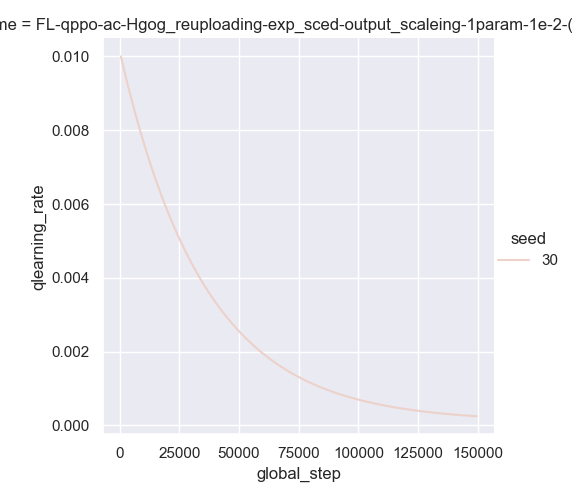 me = FL-qppo-ac-Hgog_reuploading-exp_sced-output_scaleing-1param-1e-2-(
0.010
0.008
0.006
0.004
0.002
0.000
qlearning_rate
0 25000 50000 75000 100000 125000 150000
global_step
seed
30